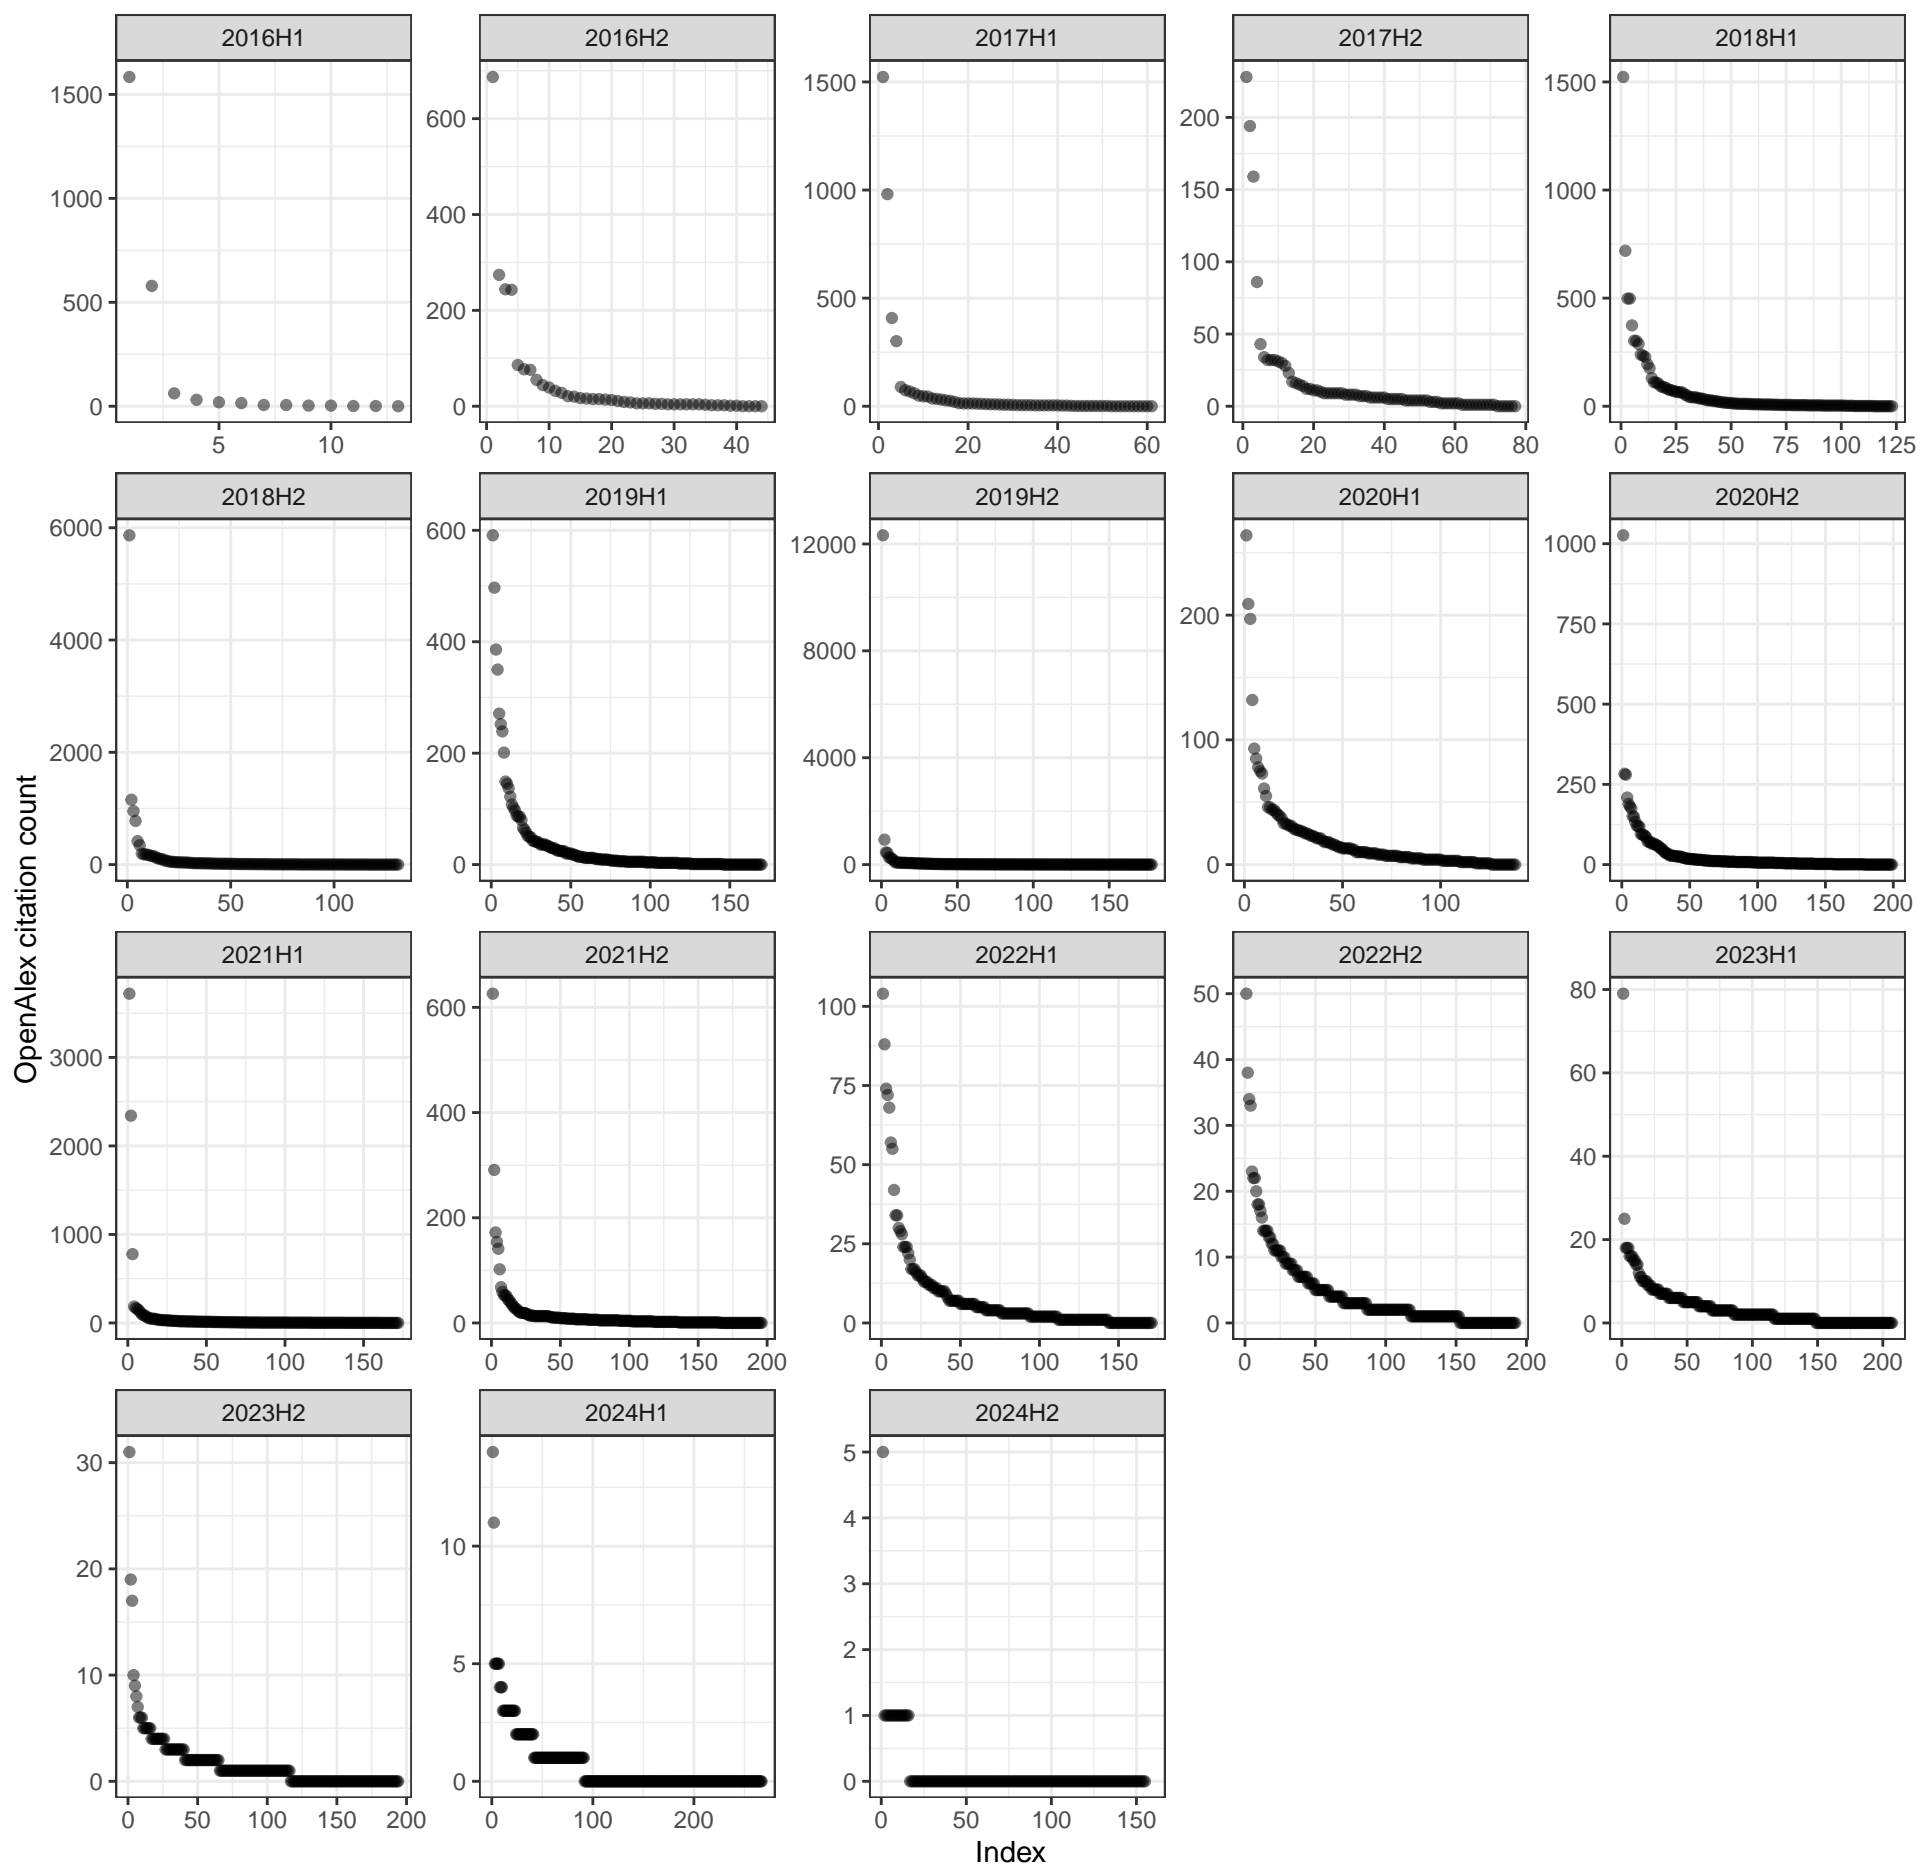 2016H1 2016H2 2017H1 2017H2 2018H1
1500 600 1500 200 1500
1000 400 1000 150 1000
500 200 500 100 500
50
0 0 0 0 0
5 10 0 10 20 30 40 0 20 40 60 0 20 40 60 80 0 25 50 75 100 125
2018H2 2019H1 2019H2 2020H1 2020H2
6000 600 12000 200 1000
4000 400 8000 100 750
2000 200 4000 500
250
0 0 0 0 0
0 50 100 0 50 100 150 0 50 100 150 0 50 100 0 50 100 150 200
OpenAlex citation count
2021H1 2021H2 2022H1 2022H2 2023H1
3000 600 100 50 80
2000 400 75 40 60
1000 200 50 30 40
25 20 20
10
0 0 0 0 0
0 50 100 150 0 50 100 150 200 0 50 100 150 0 50 100 150 200 0 50 100 150 200
2023H2 2024H1 2024H2
30 10 5
20 5 4
10 3
2
1
0 0 0
0 50 100 150 200 0 100 200 0 50 100 150
Index